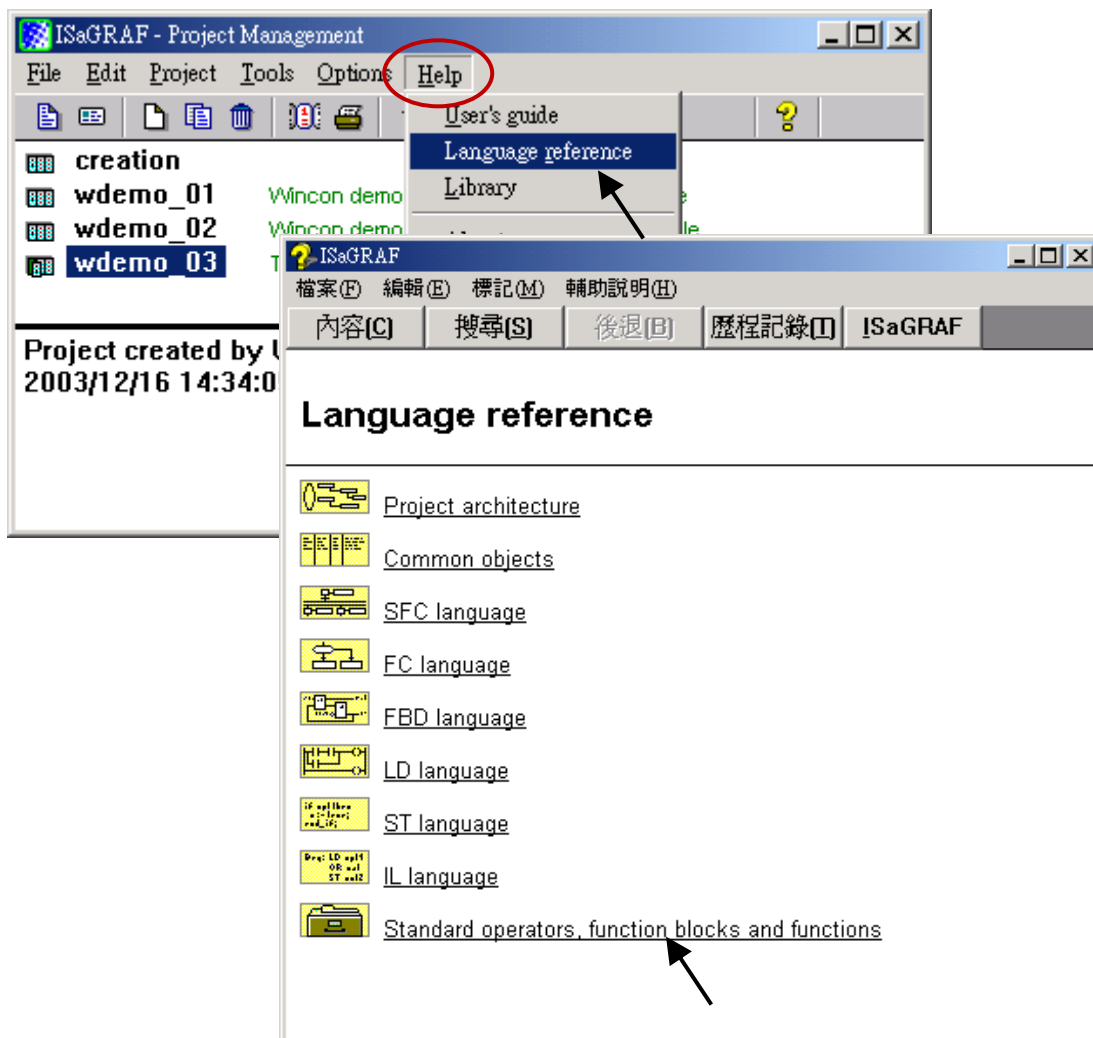 ISaGRAF - Project Management
File Edit Project Tools Options Help
User's guide
Language reference
Library
creation
wdemo_01 Wincon demo
wdemo_02 Wincon demo
wdemo_03
Project created by
2003/12/16 14:34:0
ISaGRAF
檔案(F) 編輯(E) 標記(M) 輔助說明(H)
內容(C) 搜尋(S) 後退(B) 歷程記錄(T) ISaGRAF
Language reference
Project architecture
Common objects
SFC language
FC language
FBD language
LD language
ST language
IL language
Standard operators, function blocks and functions